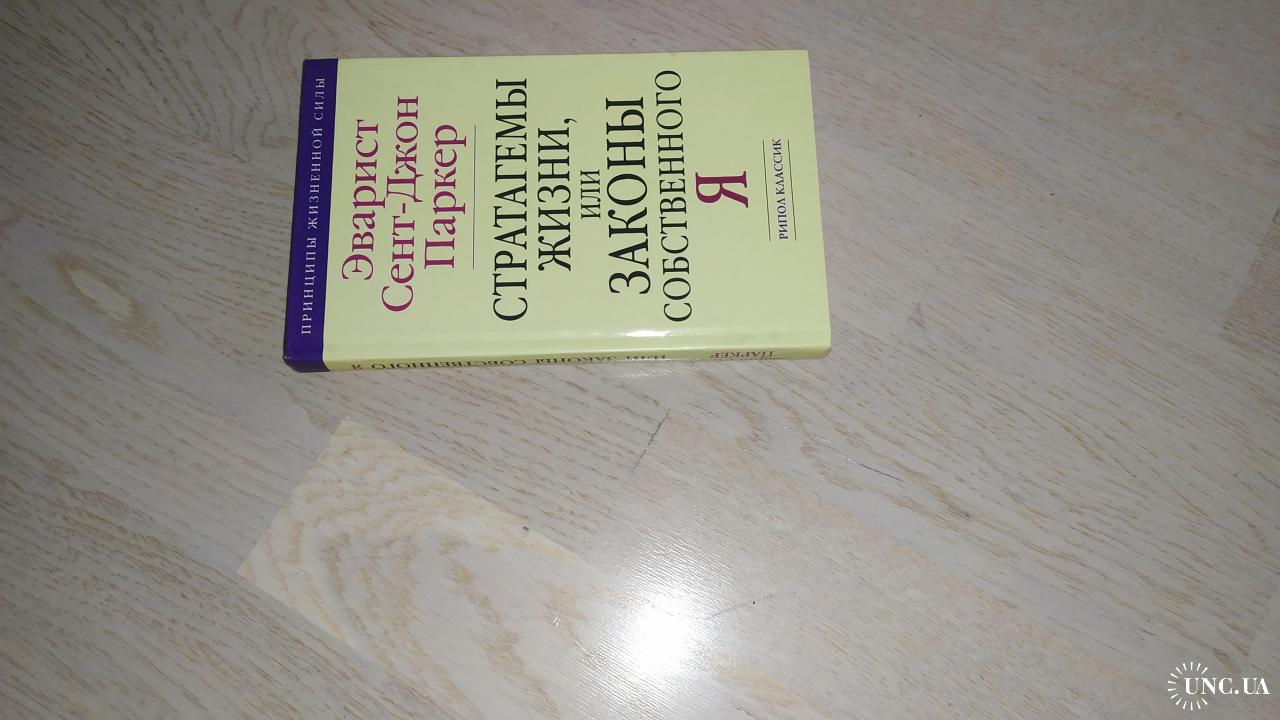 ПРИНЦИПЫ ЖИЗНЕННОЙ СИЛЫ
Эварист
Сент-Джон
Паркер
СТРАТАГЕМЫ
ЖИЗНИ,
ИЛИ
ЗАКОНЫ
СОБСТВЕННОГО
Я
РИПОЛ КЛАССИК
ПАРКЕР
ИЛИ ЗАКОНЫ СОБСТВЕННОГО Я
UNC.UA